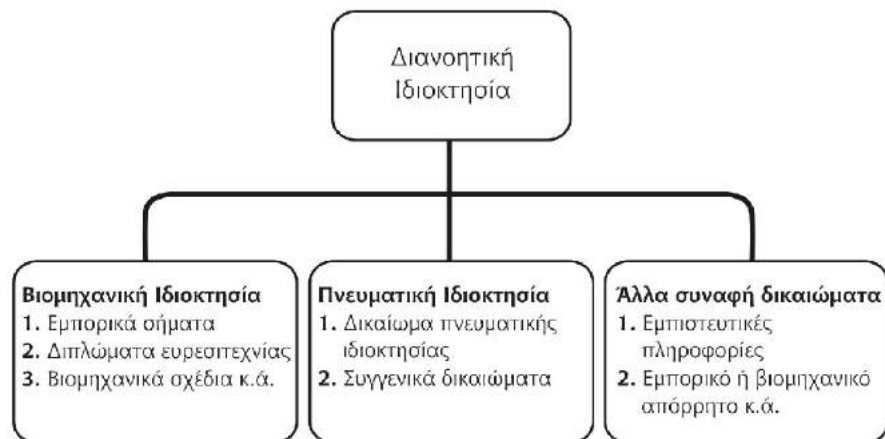 Διανοητική
Ιδιοκτησία
Βιομηχανική Ιδιοκτησία
1. Εμπορικά σήματα
2. Διπλώματα ευρεσιτεχνίας
3. Βιομηχανικά σχέδια κ.ά.
Πνευματική Ιδιοκτησία
1. Δικαίωμα πνευματικής
ιδιοκτησίας
2. Συγγενικά δικαιώματα
Άλλα συναφή δικαιώματα
1. Εμπιστευτικές
πληροφορίες
2. Εμπορικό ή βιομηχανικό
απόρρητο κ.ά.